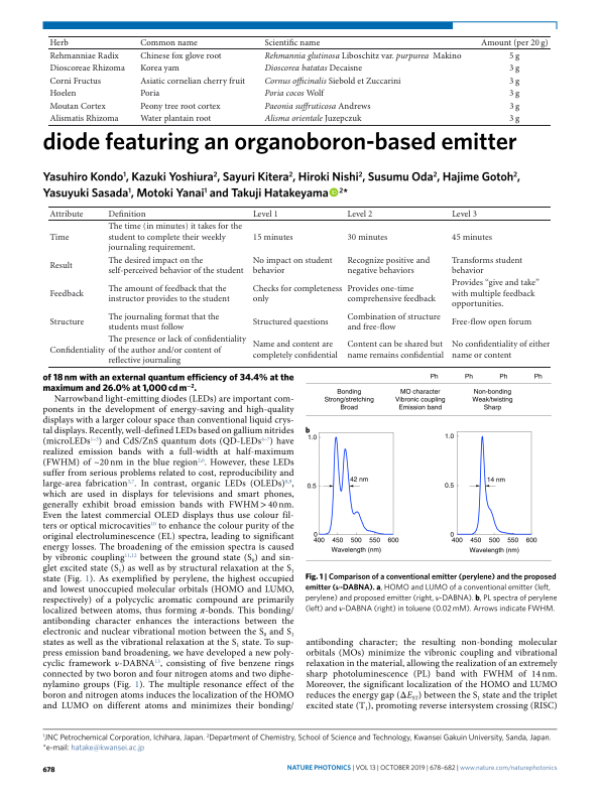 Herb Common name Scientific name Amount (per 20 g)
Rehmanniae Radix Chinese fox glove root Rehmannia glutinosa Liboschitz var. purpurea Makino 5 g
Dioscoreae Rhizoma Korea yam Dioscorea batatas Decaisne 3 g
Corni Fructus Asiatic cornelian cherry fruit Cornus officinalis Siebold et Zuccarini 3 g
Hoelen Poria Poria cocos Wolf 3 g
Moutan Cortex Peony tree root cortex Paeonia suffruticosa Andrews 3 g
Alismatis Rhizoma Water plantain root Alisma orientale Juzepczuk 3 g
diode featuring an organoboron-based emitter
Yasuhiro Kondo1, Kazuki Yoshiura2, Sayuri Kitera2, Hiroki Nishi2, Susumu Oda2, Hajime Gotoh2,
Yasuyuki Sasada1, Motoki Yanai1 and Takuji Hatakeyama 2*
Attribute Definition Level 1 Level 2 Level 3
Time The time (in minutes) it takes for the student to complete their weekly journaling requirement. 15 minutes 30 minutes 45 minutes
Result The desired impact on the self-perceived behavior of the student No impact on student behavior Recognize positive and negative behaviors Transforms student behavior
Feedback The amount of feedback that the instructor provides to the student Checks for completeness only Provides one-time comprehensive feedback Provides “give and take” with multiple feedback opportunities.
Structure The journaling format that the students must follow Structured questions Combination of structure and free-flow Free-flow open forum
Confidentiality The presence or lack of confidentiality of the author and/or content of reflective journaling Name and content are completely confidential Content can be shared but name remains confidential No confidentiality of either name or content
of 18 nm with an external quantum efficiency of 34.4% at the
maximum and 26.0% at 1,000 cd m−2.
Narrowband light-emitting diodes (LEDs) are important com-
ponents in the development of energy-saving and high-quality
displays with a larger colour space than conventional liquid crys-
tal displays. Recently, well-defined LEDs based on gallium nitrides
(microLEDs1–3) and CdS/ZnS quantum dots (QD-LEDs4–7) have
realized emission bands with a full-width at half-maximum
(FWHM) of ~20 nm in the blue region. However, these LEDs
suffer from serious problems related to cost, reproducibility and
large-area fabrication. In contrast, organic LEDs (OLEDs),
which are used in displays for televisions and smart phones,
generally exhibit broad emission bands with FWHM > 40 nm.
Even the latest commercial OLED displays thus use colour fil-
ters or optical microcavities10 to enhance the colour purity of the
original electroluminescence (EL) spectra, leading to significant
energy losses. The broadening of the emission spectra is caused
by vibronic coupling11,12 between the ground state (S0) and sin-
glet excited state (S1) as well as by structural relaxation at the S1
state (Fig. 1). As exemplified by perylene, the highest occupied
and lowest unoccupied molecular orbitals (HOMO and LUMO,
respectively) of a polycyclic aromatic compound are primarily
localized between atoms, thus forming π-bonds. This bonding/
antibonding character enhances the interactions between the
electronic and nuclear vibrational motion between the S0 and S1
states as well as the vibrational relaxation at the S1 state. To sup-
press emission band broadening, we have developed a new poly-
cyclic framework ν-DABNA13, consisting of five benzene rings
connected by two boron and four nitrogen atoms and two diphe-
nylamino groups (Fig. 1). The multiple resonance effect of the
boron and nitrogen atoms induces the localization of the HOMO
and LUMO on different atoms and minimizes their bonding/
Ph Ph Ph Ph
Bonding MO character Non-bonding
Strong/stretching Vibronic coupling Weak/twisting
Broad Emission band Sharp
b
1.0 1.0
42 nm 14 nm
0.5 0.5
0 0
400 450 500 550 600 400 450 500 550 600
Wavelength (nm) Wavelength (nm)
Fig. 1 | Comparison of a conventional emitter (perylene) and the proposed
emitter (ν-DABNA). a, HOMO and LUMO of a conventional emitter (left,
perylene) and proposed emitter (right, ν-DABNA). b, PL spectra of perylene
(left) and ν-DABNA (right) in toluene (0.02 mM). Arrows indicate FWHM.
antibonding character; the resulting non-bonding molecular
orbitals (MOs) minimize the vibronic coupling and vibrational
relaxation in the material, allowing the realization of an extremely
sharp photoluminescence (PL) band with FWHM of 14 nm.
Moreover, the significant localization of the HOMO and LUMO
reduces the energy gap (ΔEST) between the S1 state and the triplet
excited state (T1), promoting reverse intersystem crossing (RISC)
1JNC Petrochemical Corporation, Ichihara, Japan. 2Department of Chemistry, School of Science and Technology, Kwansei Gakuin University, Sanda, Japan.
*e-mail: hatake@kwansei.ac.jp
678 NATURE PHOTONICS | VOL 13 | OCTOBER 2019 | 678–682 | www.nature.com/naturephotonics